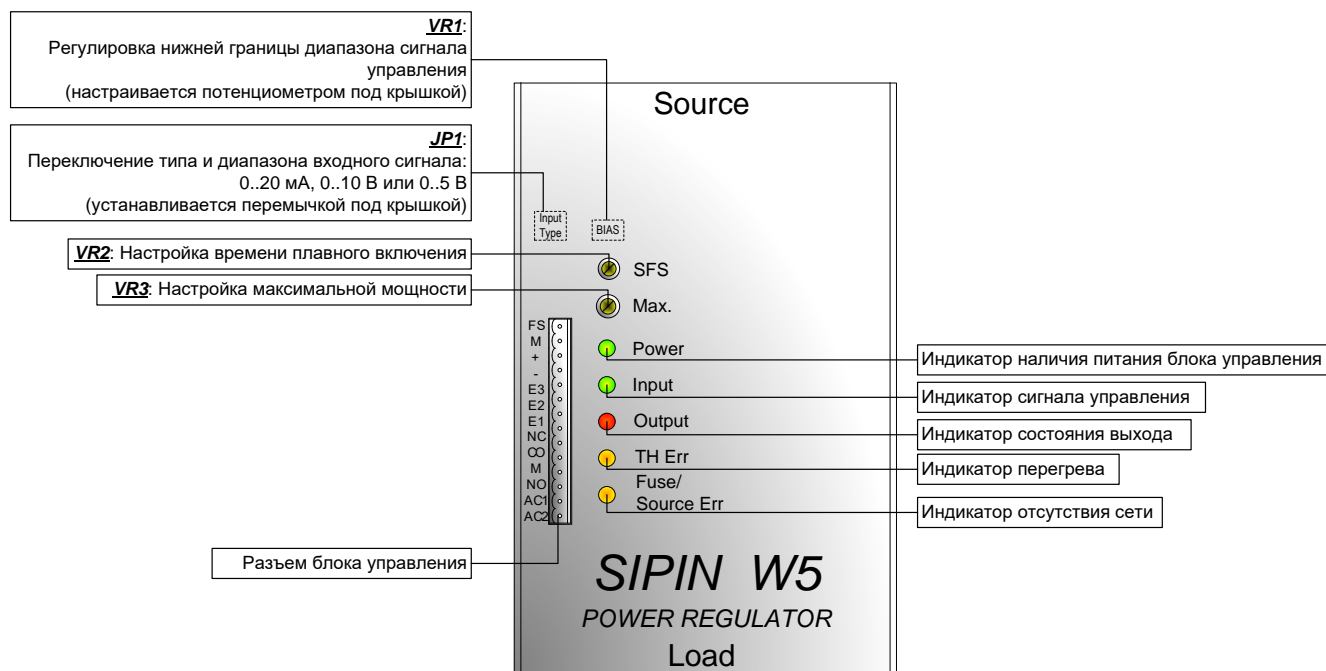 VR1:
Регулировка нижней границы диапазона сигнала
управления
(настраивается потенциометром под крышкой)
JP1:
Переключение типа и диапазона входного сигнала:
0..20 мА, 0..10 В или 0..5 В
(устанавливается перемычкой под крышкой)
VR2: Настройка времени плавного включения
VR3: Настройка максимальной мощности
Source
Input
Type
BIAS
SFS
Max.
Power
Input
Output
TH Err
Fuse/
Source Err
FS
M
+
-
E3
E2
E1
NC
CO
M
NO
AC1
AC2
Индикатор наличия питания блока управления
Индикатор сигнала управления
Индикатор состояния выхода
Индикатор перегрева
Индикатор отсутствия сети
Разъем блока управления
SIPIN W5
POWER REGULATOR
Load